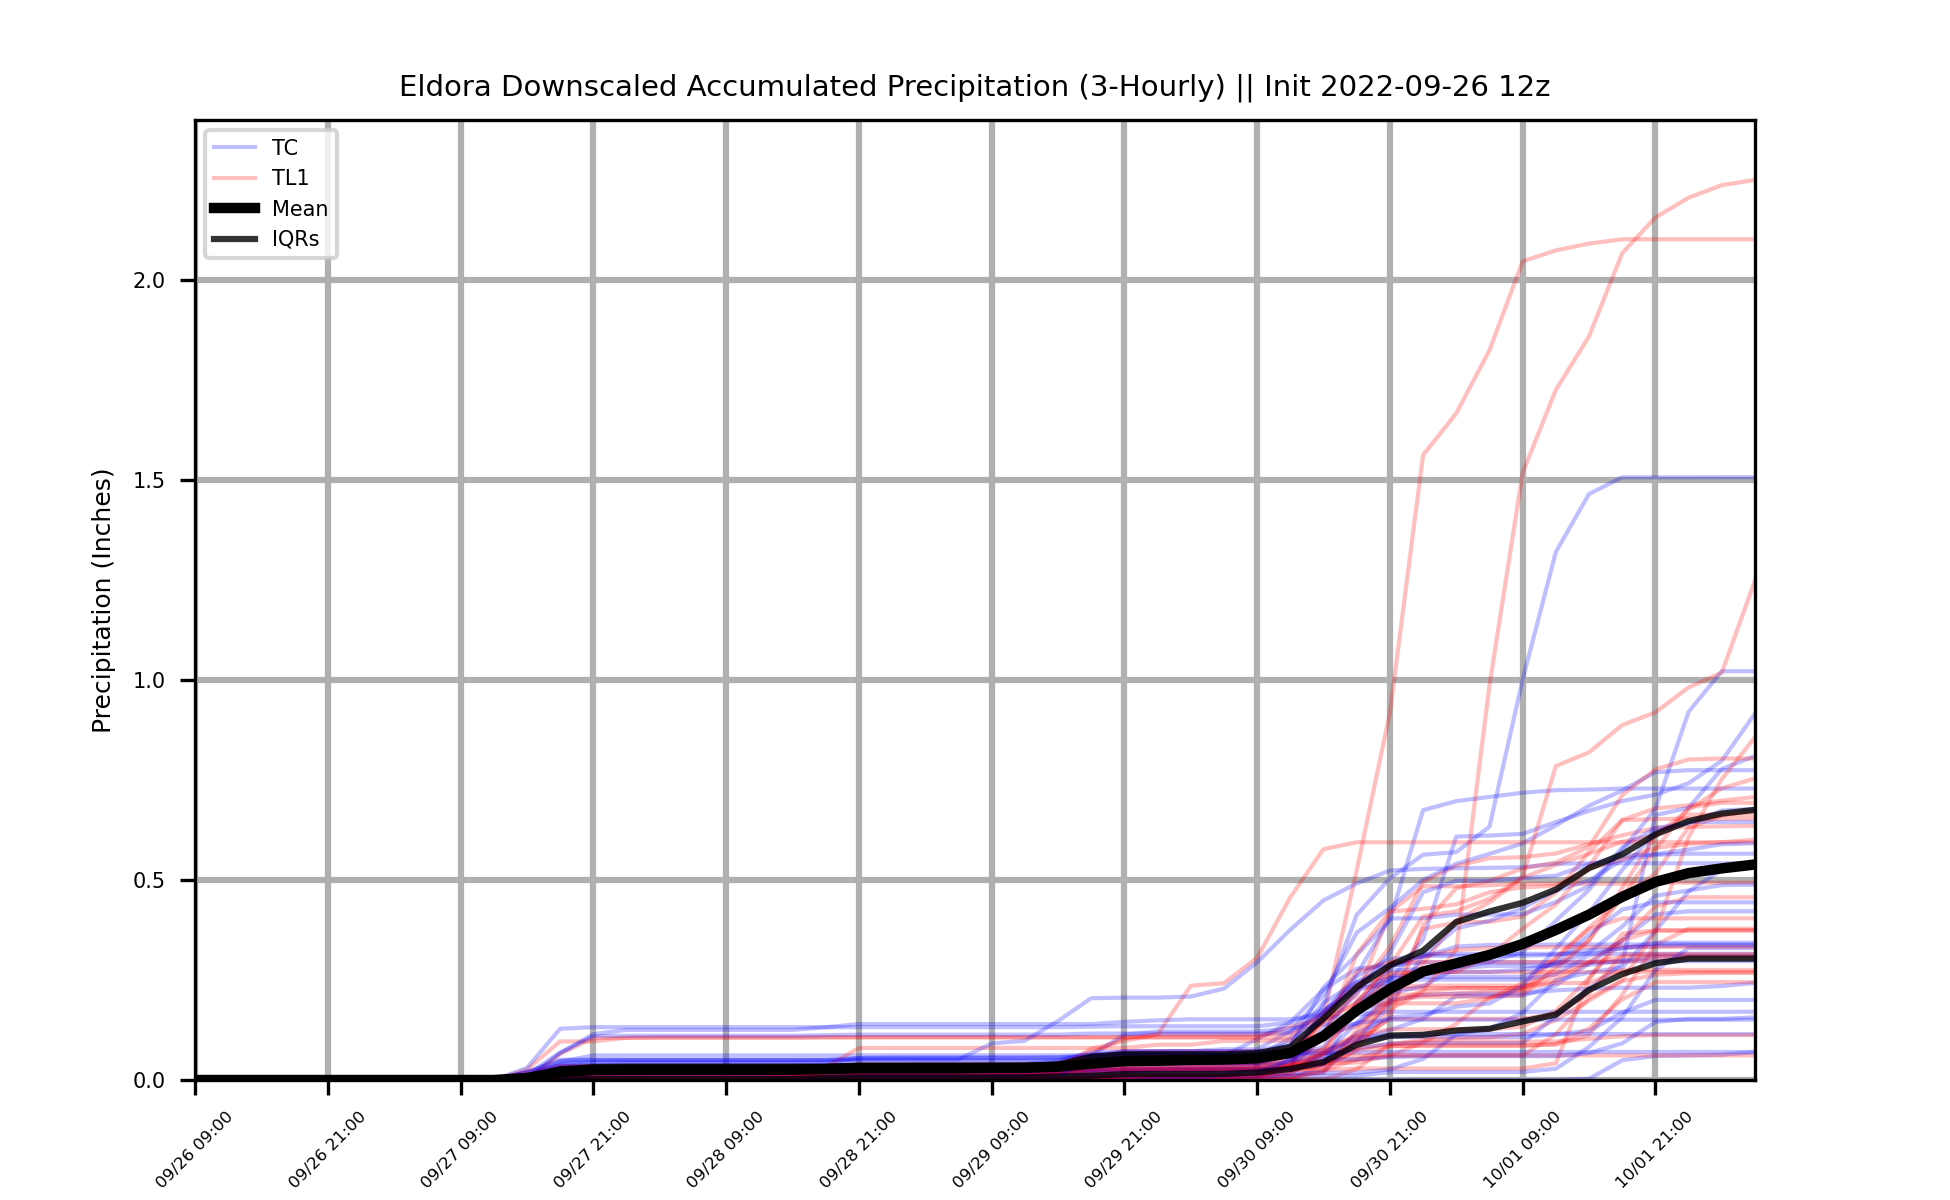 Eldora Downscaled Accumulated Precipitation (3-Hourly) || Init 2022-09-26 12z
TC
TL1
Mean
IQRs
Precipitation (Inches)
2.0
1.5
1.0
0.5
0.0
09/26 09:00
09/26 21:00
09/27 09:00
09/27 21:00
09/28 09:00
09/28 21:00
09/29 09:00
09/29 21:00
09/30 09:00
09/30 21:00
10/01 09:00
10/01 21:00